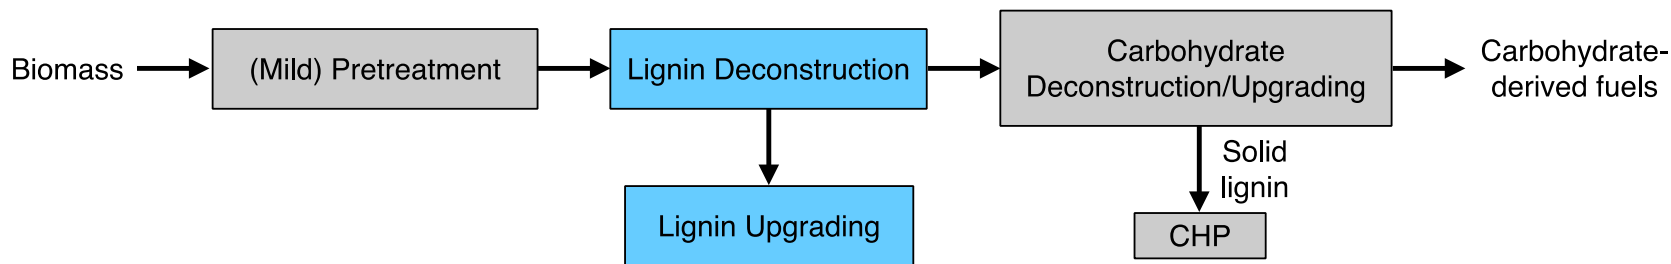 Biomass
(Mild) Pretreatment
Lignin Deconstruction
Carbohydrate
Deconstruction/Upgrading
Carbohydrate-
derived fuels
Solid
lignin
Lignin Upgrading
CHP